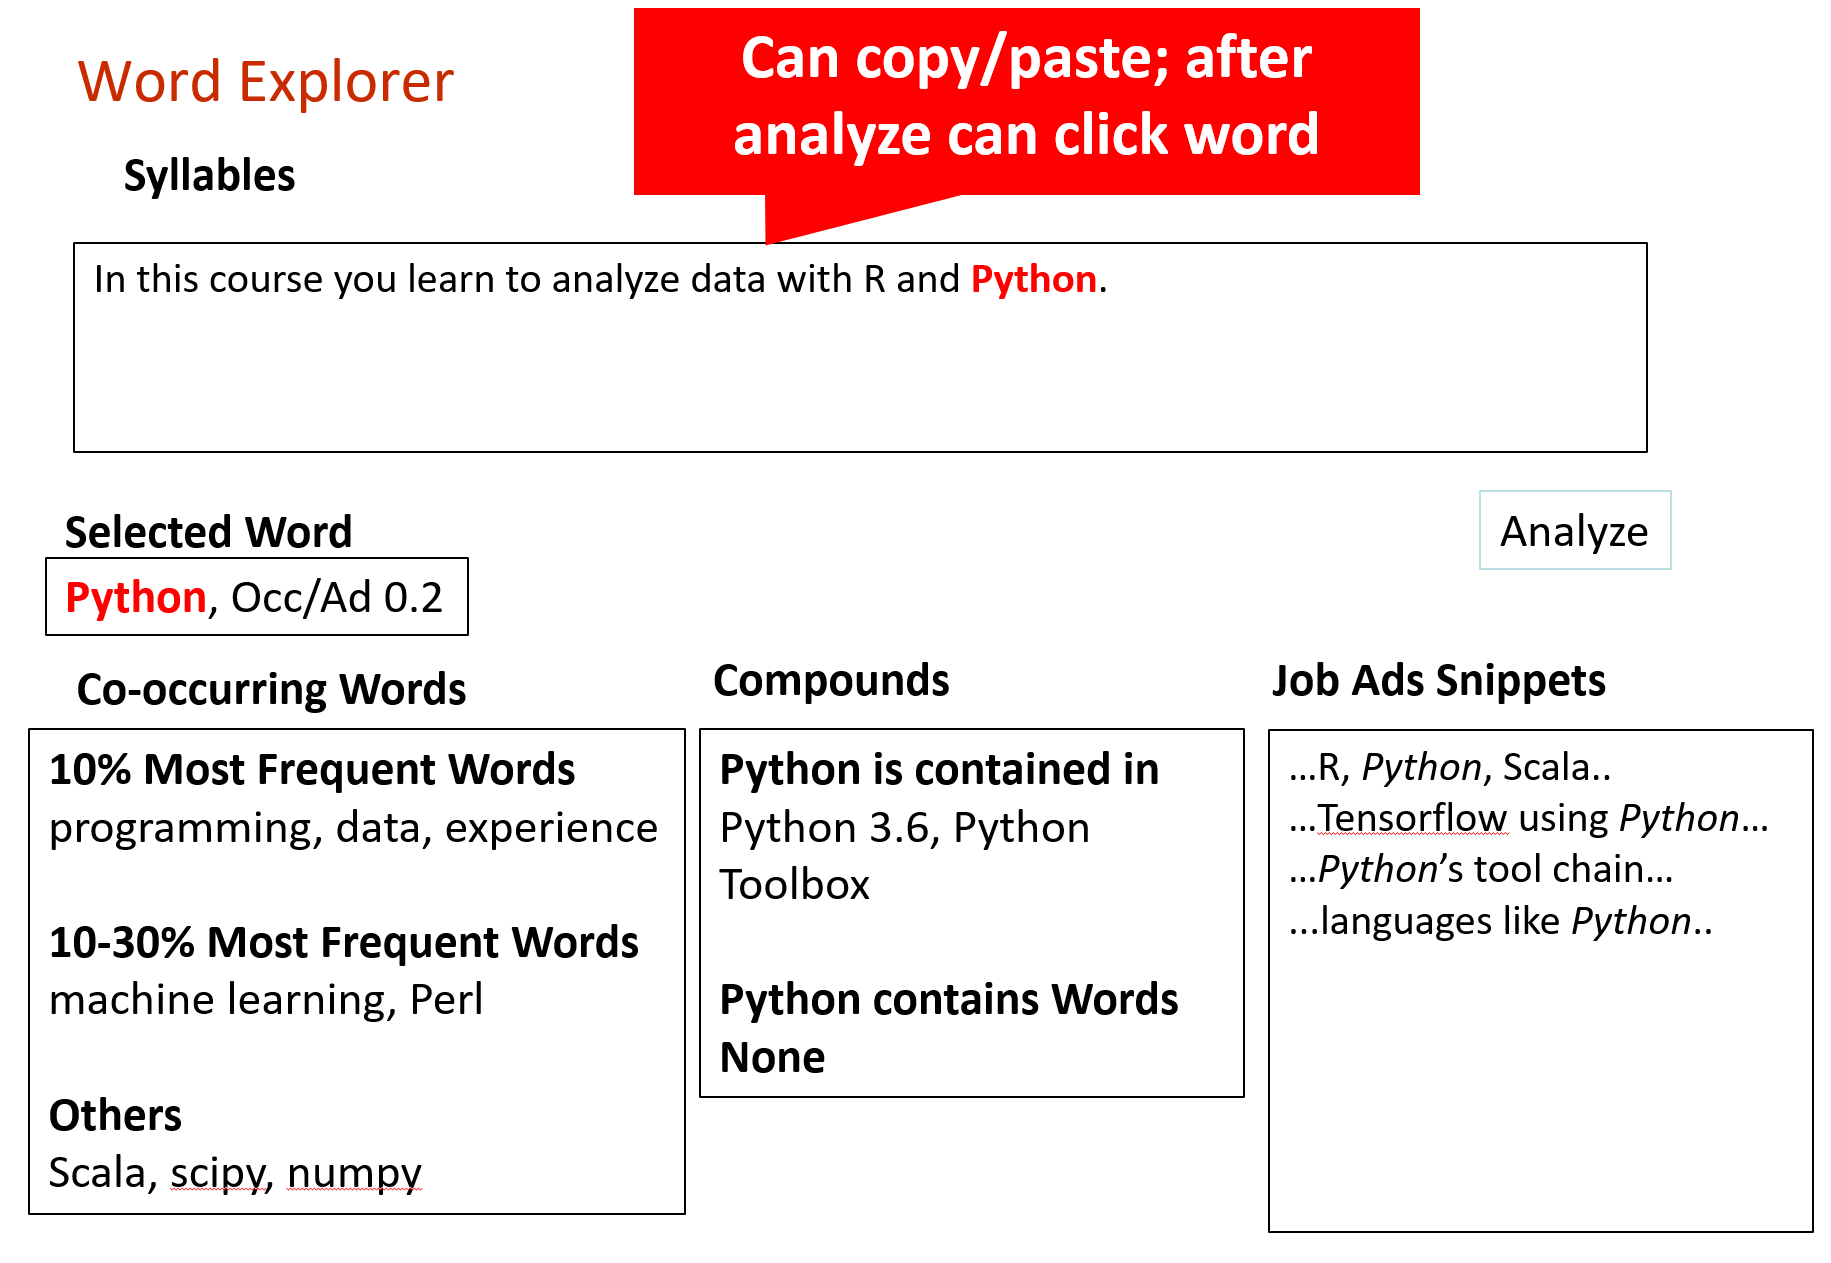 Word Explorer
Can copy/paste; after
analyze can click word
Syllables
In this course you learn to analyze data with R and Python.
Selected Word
Analyze
Python, Occ/Ad 0.2
Co-occurring Words
10% Most Frequent Words
programming, data, experience
10-30% Most Frequent Words
machine learning, Perl
Others
Scala, scipy, numpy
Compounds
Python is contained in
Python 3.6, Python
Toolbox
Python contains Words
None
Job Ads Snippets
...R, Python, Scala..
...Tensorflow using Python...
...Python’s tool chain...
...languages like Python..